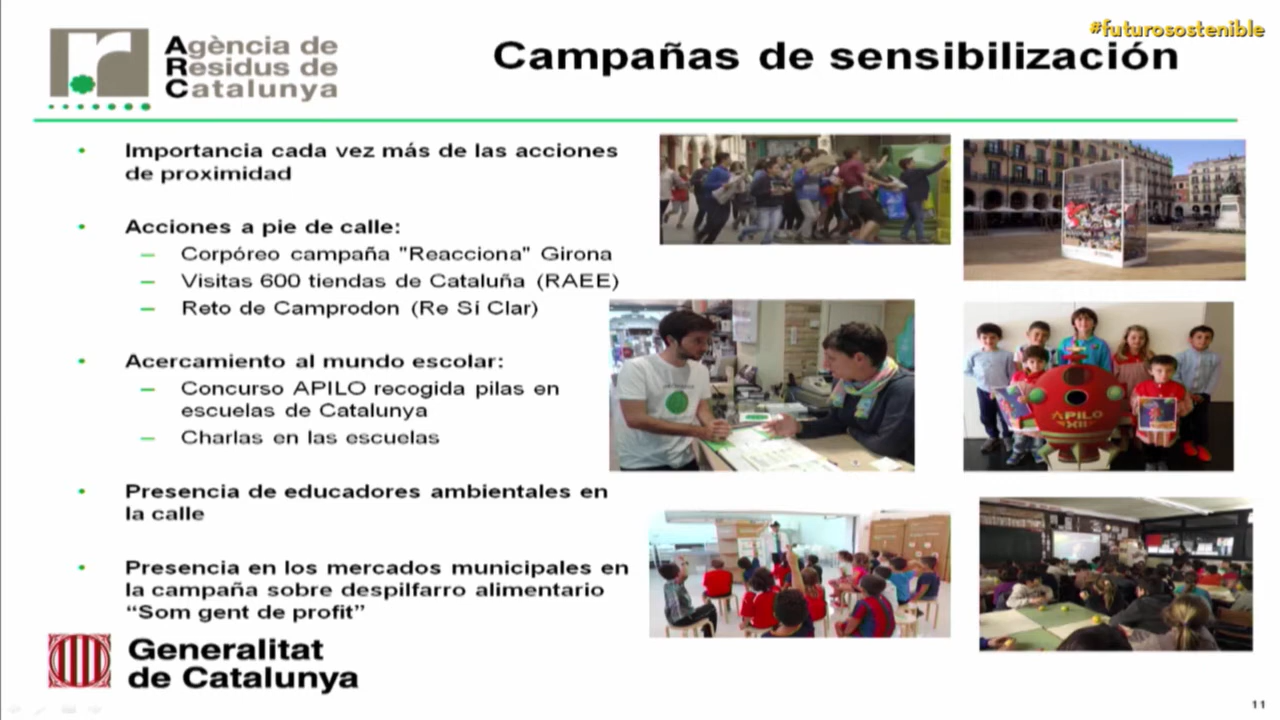 #futurosostenible
Agència de
Residus de
Catalunya
Campañas de sensibilización
• Importancia cada vez más de las acciones
de proximidad
• Acciones a pie de calle:
– Corpóreo campaña "Reacciona" Girona
– Visitas 600 tiendas de Cataluña (RAEE)
– Reto de Camprodon (Re Sí Clar)
• Acercamiento al mundo escolar:
– Concurso APILO recogida pilas en
escuelas de Catalunya
– Charlas en las escuelas
• Presencia de educadores ambientales en
la calle
• Presencia en los mercados municipales en
la campaña sobre despilfarro alimentario
“Som gent de profit”
APILO
XII
Generalitat
de Catalunya
11